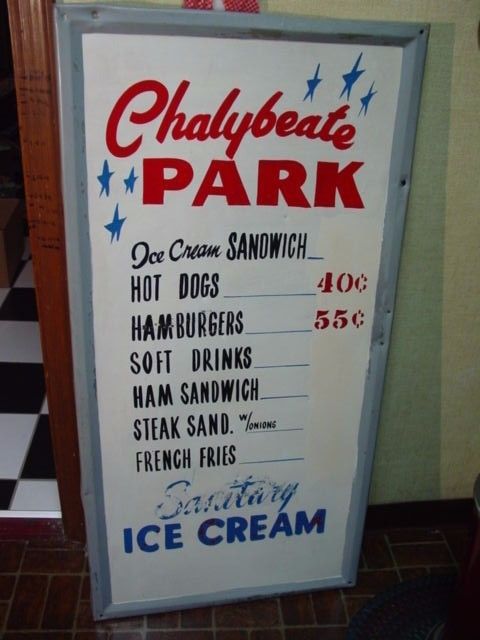 Chalybeate
PARK
Ice Cream SANDWICH
HOT DOGS 40¢
HAMBURGERS 55¢
SOFT DRINKS
HAM SANDWICH
STEAK SAND. W/ONIONS
FRENCH FRIES
Sanitary
ICE CREAM